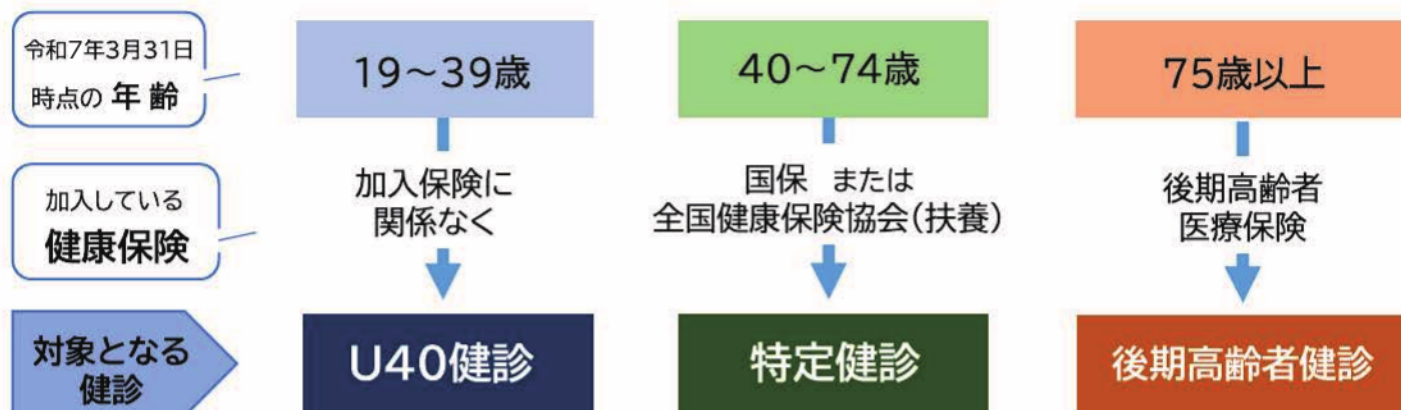 令和7年3月31日
時点の 年齢
19～39歳
40～74歳
75歳以上
加入している
健康保険
加入保険に
関係なく
国保 または
全国健康保険協会(扶養)
後期高齢者
医療保険
対象となる
健診
U40健診
特定健診
後期高齢者健診